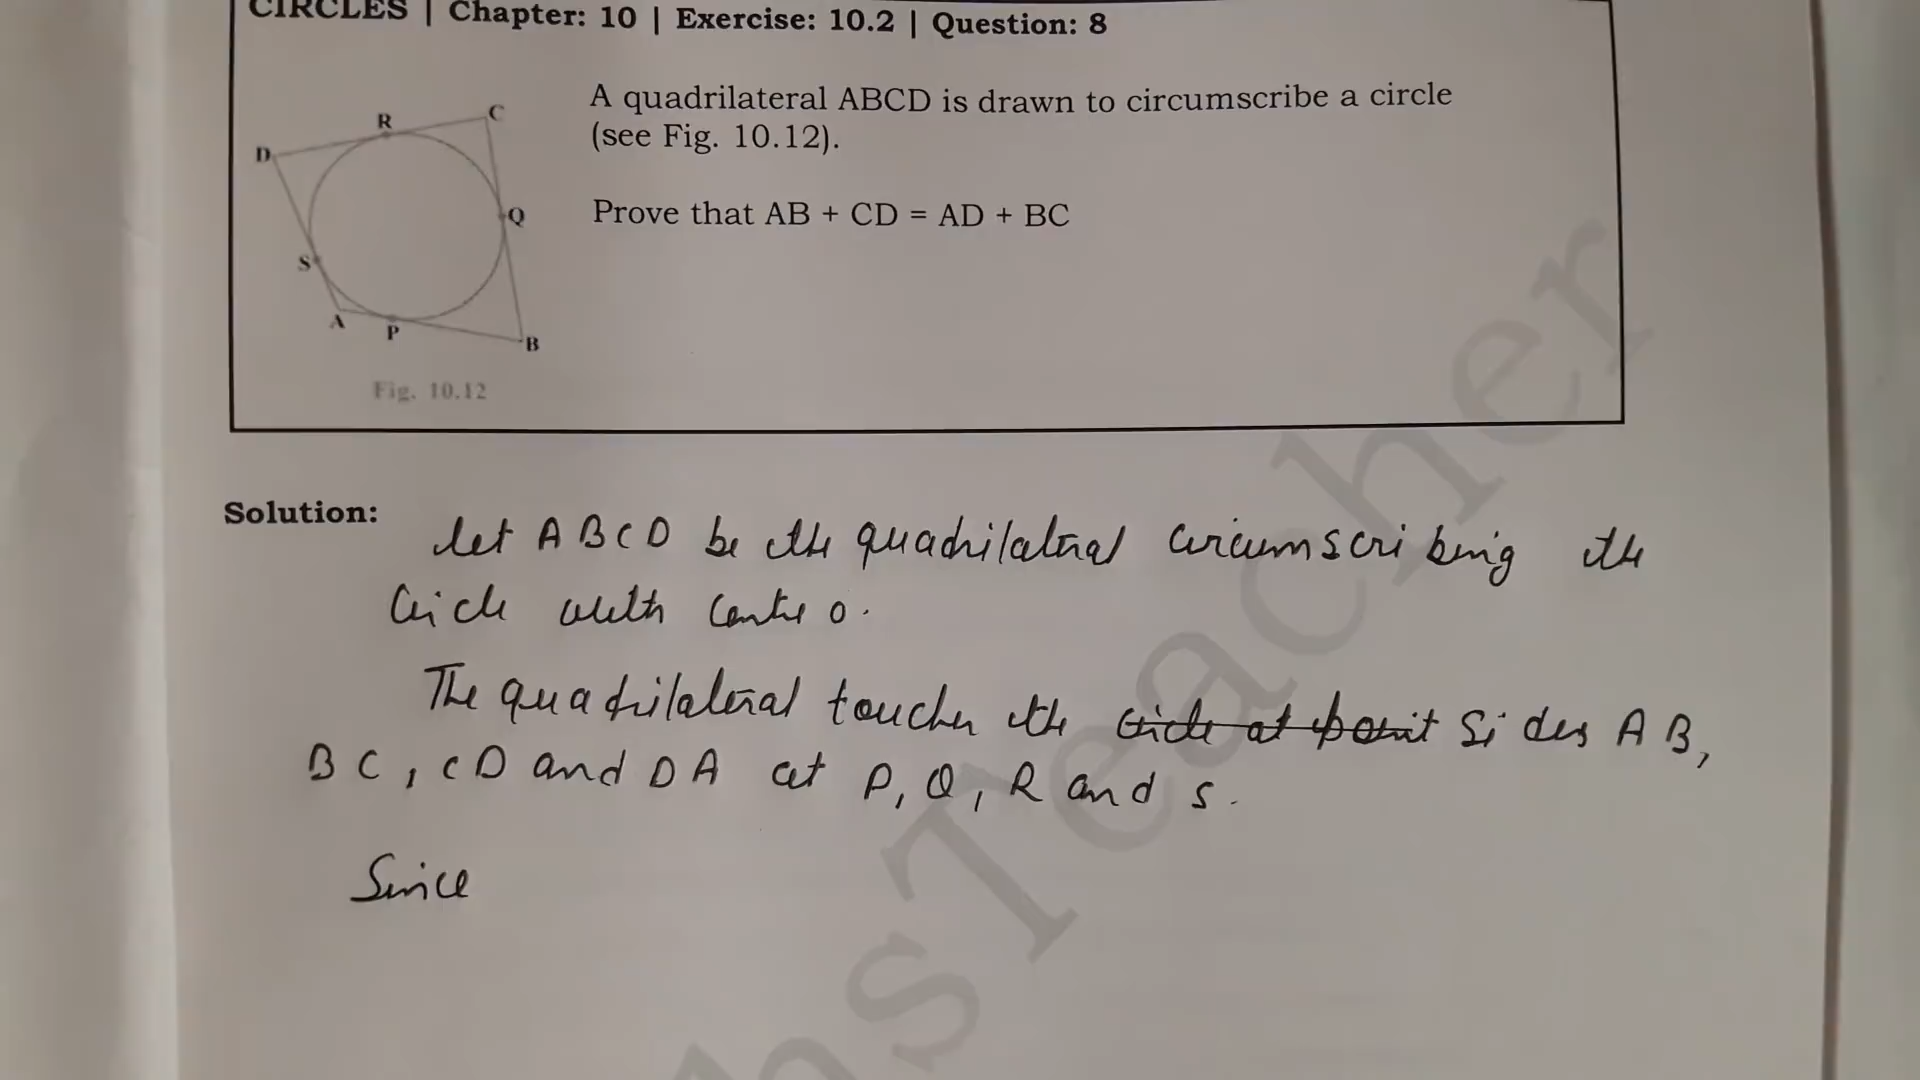 CIRCLES | Chapter: 10 | Exercise: 10.2 | Question: 8
A quadrilateral ABCD is drawn to circumscribe a circle
(see Fig. 10.12).
Prove that AB + CD = AD + BC
R
C
D
Q
S
A
P
B
Fig. 10.12
Solution:
Let ABCD be the quadrilateral circumscribing the
circle with centre O.
The quadrilateral touches the circle at point sides AB,
BC, CD and DA at P, Q, R and S.
Since
hsTeacher